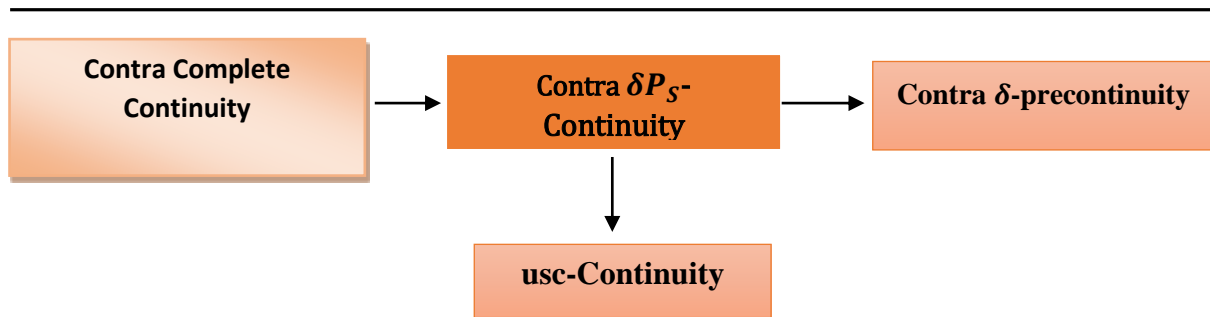 Contra Complete
Continuity
Contra δP_S-
Continuity
Contra δ-precontinuity
usc-Continuity